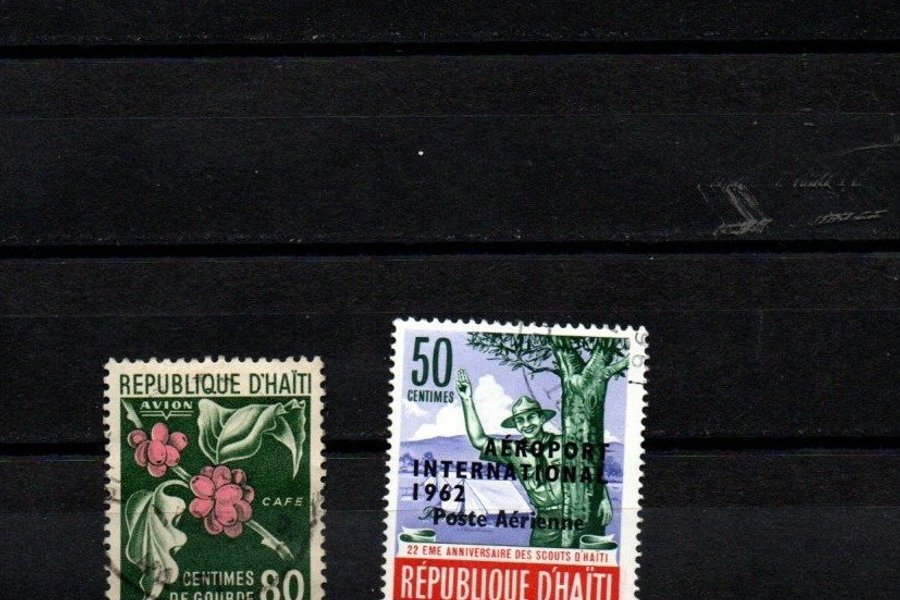 REPUBLIQUE D'HAÏTI
AVION
CAFE
CENTIMES
DE GOURDE
80
50
CENTIMES
AÉROPORT
INTERNATIONAL
1962
Poste Aérienne
22 EME ANNIVERSAIRE DES SCOUTS D'HAITI
RÉPUBLIQUE D'HAÏTI